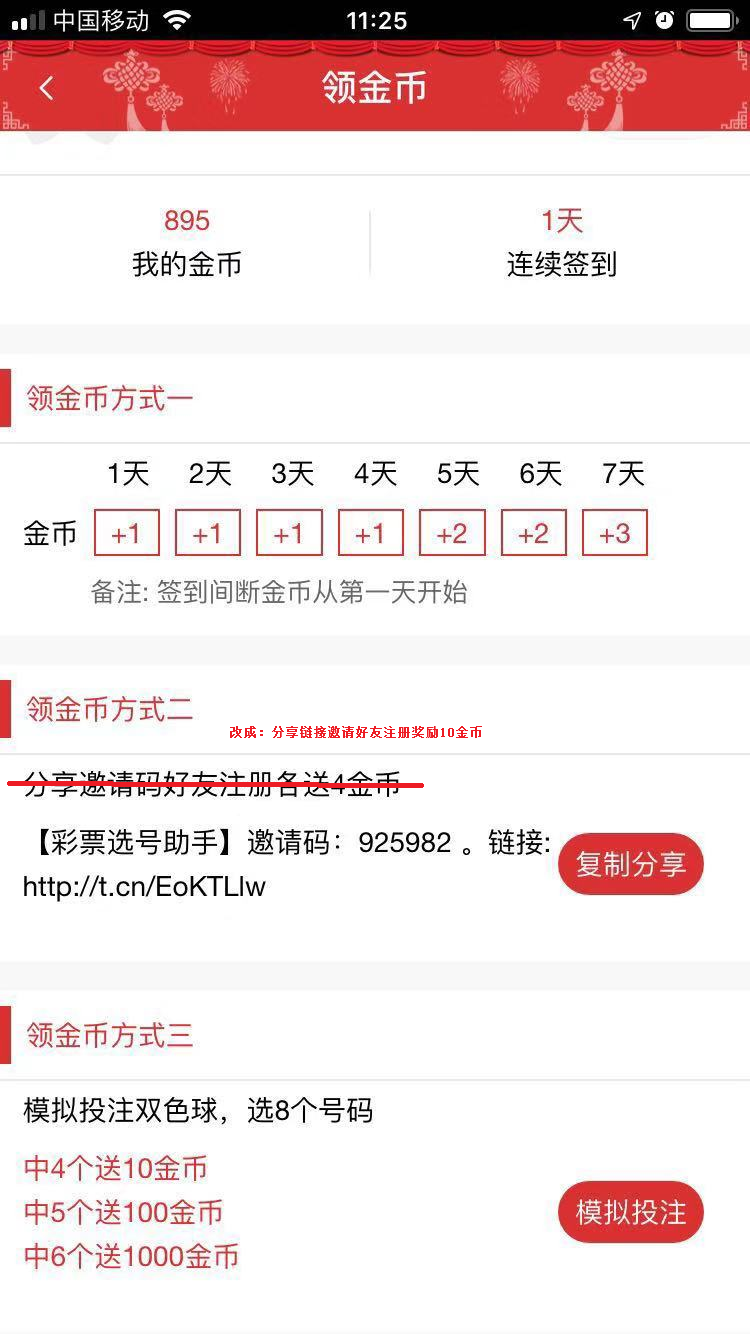 中国移动 11:25
领金币
895 1天
我的金币 连续签到
领金币方式一
1天 2天 3天 4天 5天 6天 7天
金币 +1 +1 +1 +1 +2 +2 +3
备注: 签到间断金币从第一天开始
领金币方式二
改成：分享链接邀请好友注册奖励10金币
分享邀请码好友注册各送4金币
【彩票选号助手】邀请码：925982 。链接:
http://t.cn/EoKTLlw
复制分享
领金币方式三
模拟投注双色球，选8个号码
中4个送10金币
中5个送100金币
模拟投注
中6个送1000金币